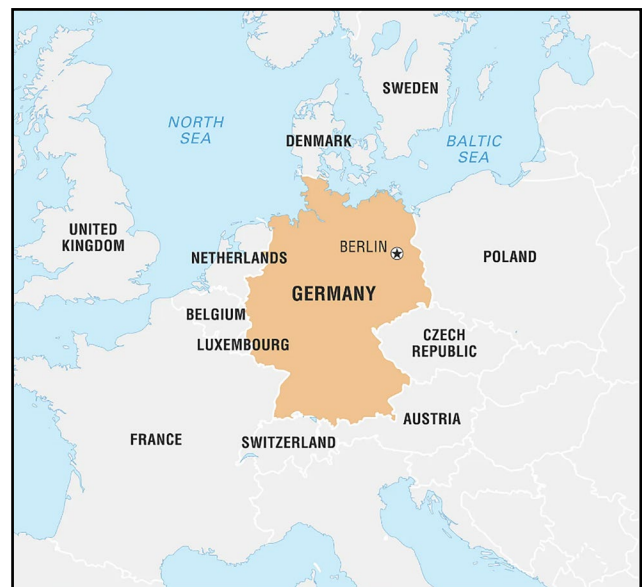 SWEDEN
NORTH
SEA
DENMARK
BALTIC
SEA
UNITED
KINGDOM
BERLIN
NETHERLANDS
POLAND
GERMANY
BELGIUM
CZECH
REPUBLIC
LUXEMBOURG
AUSTRIA
FRANCE
SWITZERLAND